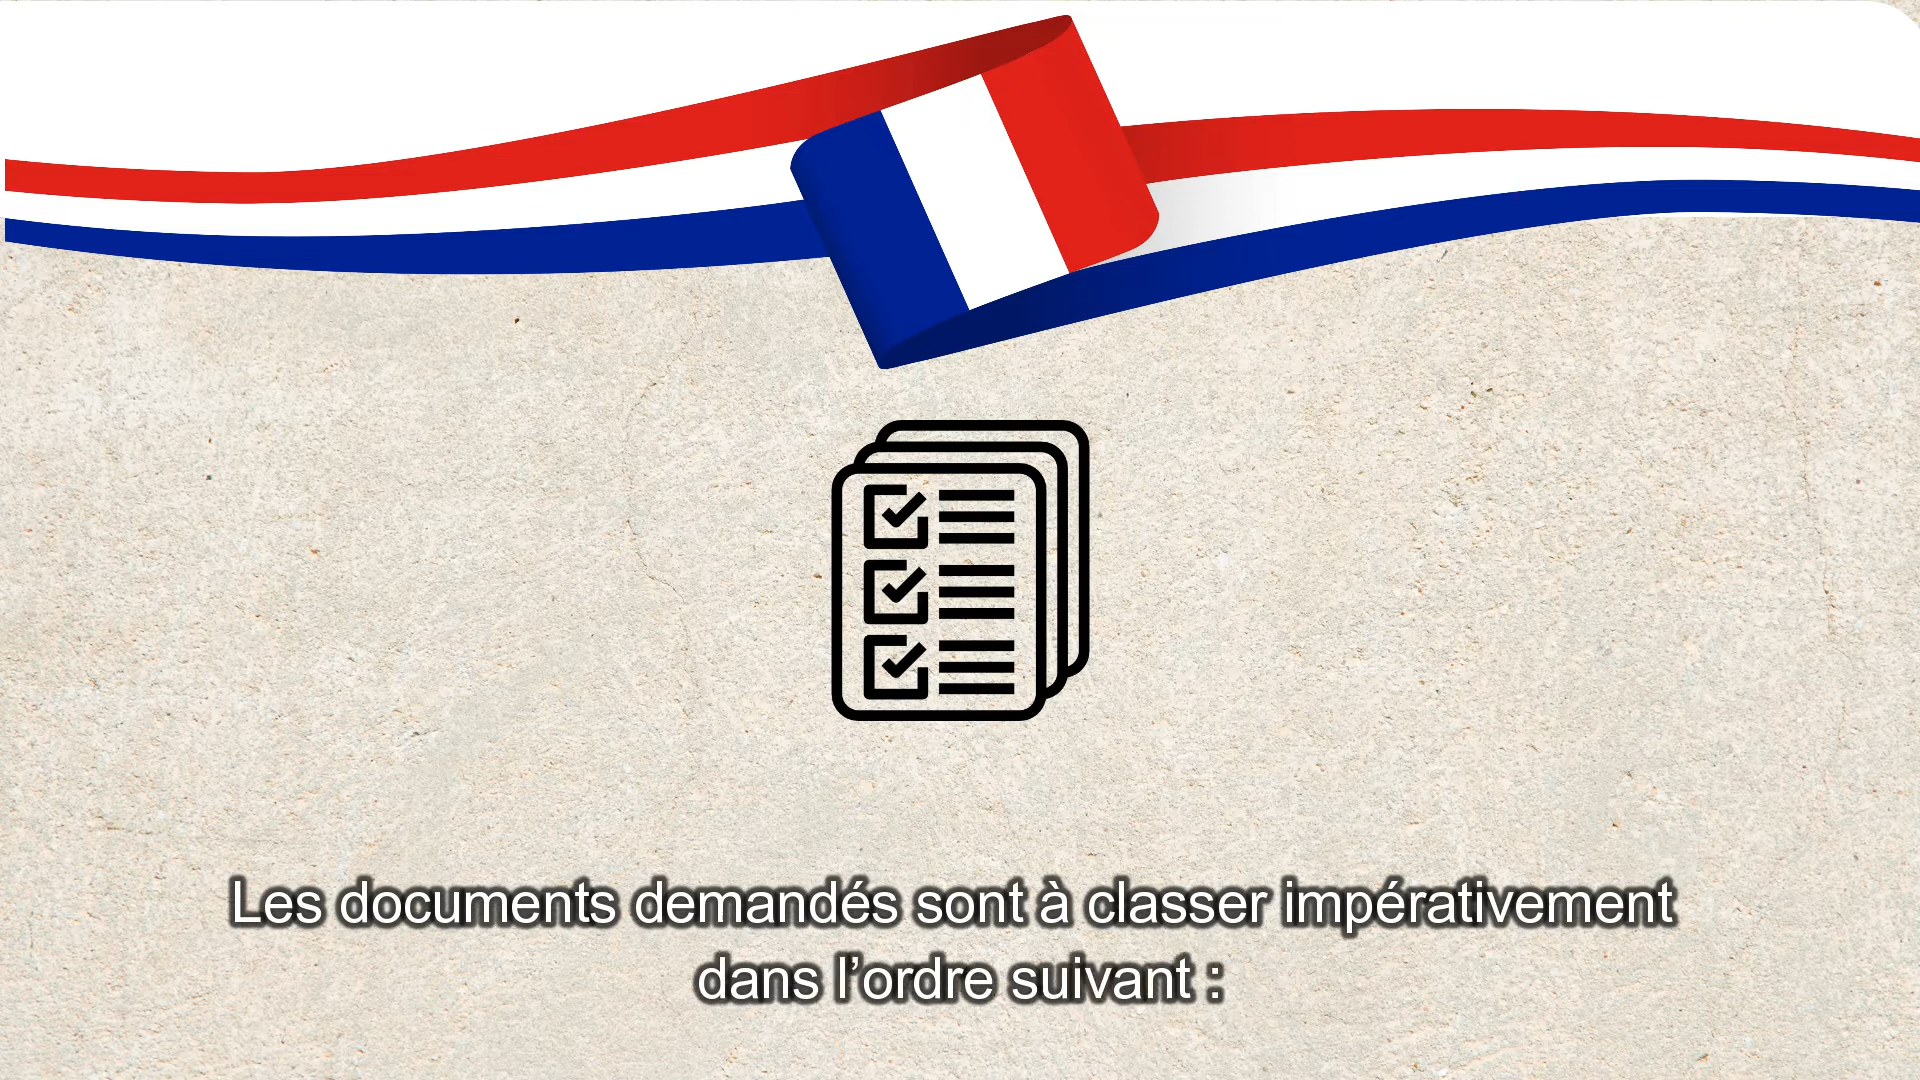 Les documents demandés sont à classer impérativement
dans l’ordre suivant :